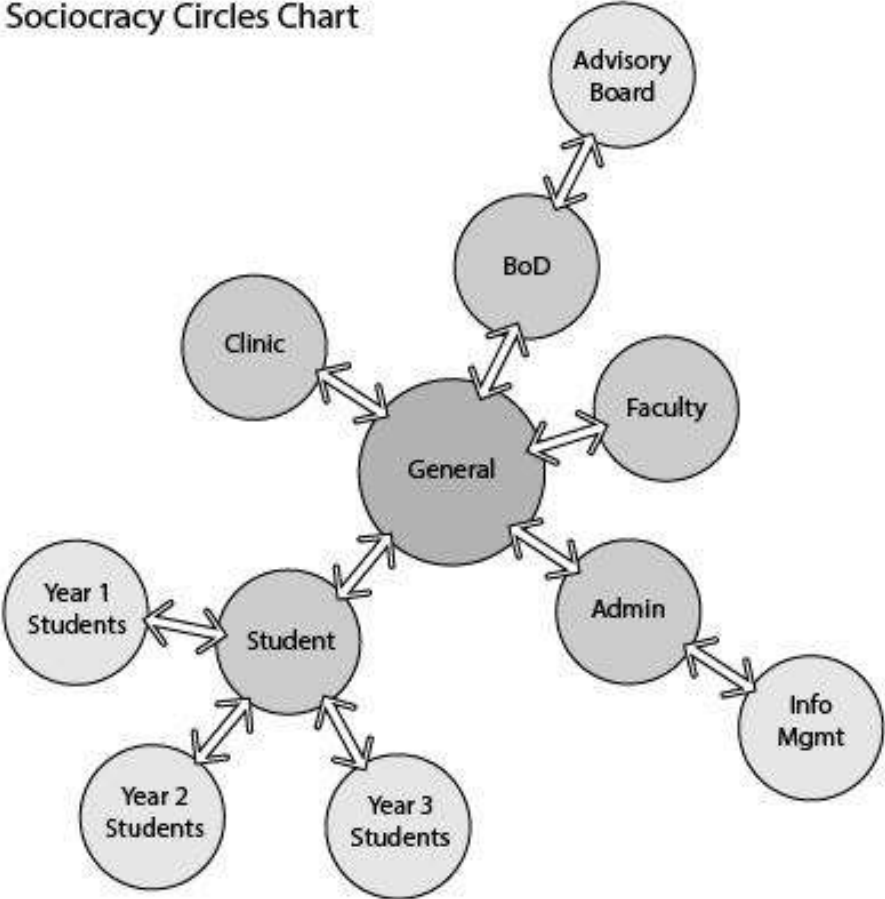 Sociocracy Circles Chart
Advisory
Board
BoD
Clinic
Faculty
General
Year 1
Students
Student
Admin
Info
Mgmt
Year 2
Students
Year 3
Students